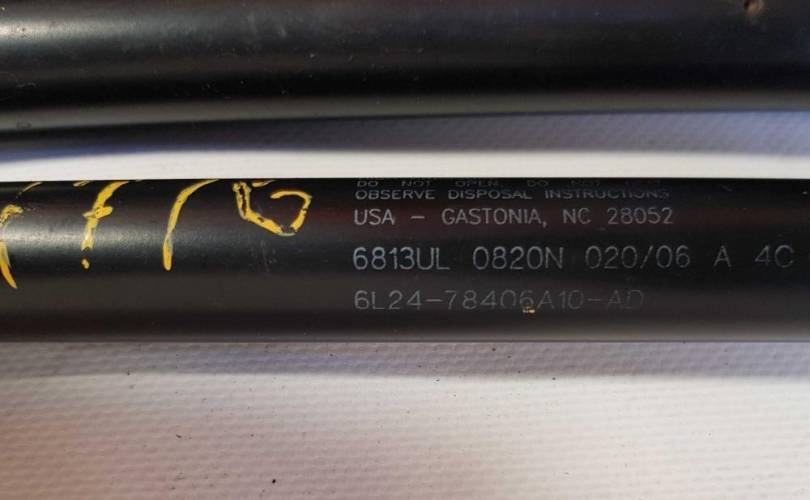 DO NOT OPEN. DO NOT
OBSERVE DISPOSAL INSTRUCTIONS
USA - GASTONIA, NC 28052
6813UL 0820N 020/06 A 4C
6L24-78406A10-AD